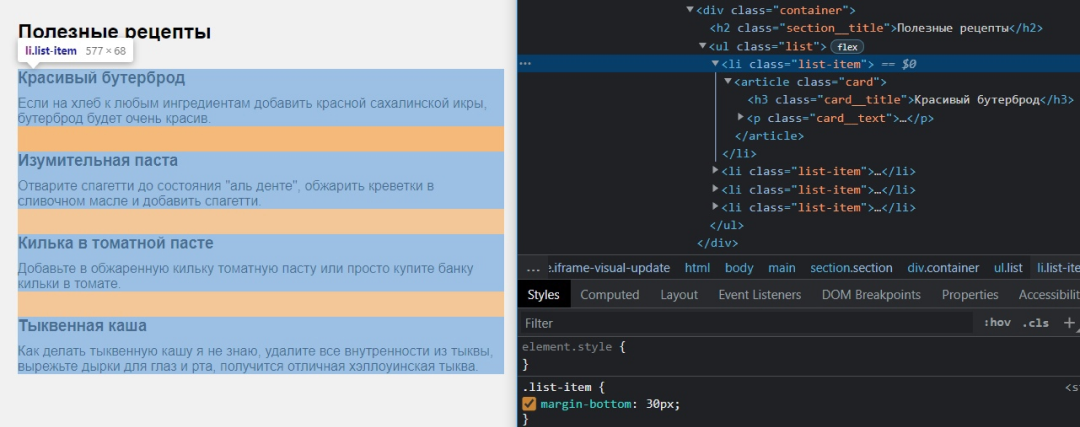 Полезные рецепты
li.list-item 577 × 68
Красивый бутерброд
Если на хлеб к любым ингредиентам добавить красной сахалинской икры,
бутерброд будет очень красив.
Изумительная паста
Отварите спагетти до состояния "аль денте", обжарить креветки в
сливочном масле и добавить спагетти.
Килька в томатной пасте
Добавьте в обжаренную кильку томатную пасту или просто купите банку
кильки в томате.
Тыквенная каша
Как делать тыквенную кашу я не знаю, удалите все внутренности из тыквы,
вырежьте дырки для глаз и рта, получится отличная хэллоуинская тыква.
▼<div class="container">
<h2 class="section__title">Полезные рецепты</h2>
▼<ul class="list"> flex
… ▼<li class="list-item"> == $0
▼<article class="card">
<h3 class="card__title">Красивый бутерброд</h3>
▶<p class="card__text">…</p>
</article>
</li>
▶<li class="list-item">…</li>
▶<li class="list-item">…</li>
▶<li class="list-item">…</li>
</ul>
</div>
… e.iframe-visual-update html body main section.section div.container ul.list li.list-ite
Styles Computed Layout Event Listeners DOM Breakpoints Properties Accessibilit
Filter :hov .cls +
element.style {
}
.list-item { <s
margin-bottom: 30px;
}